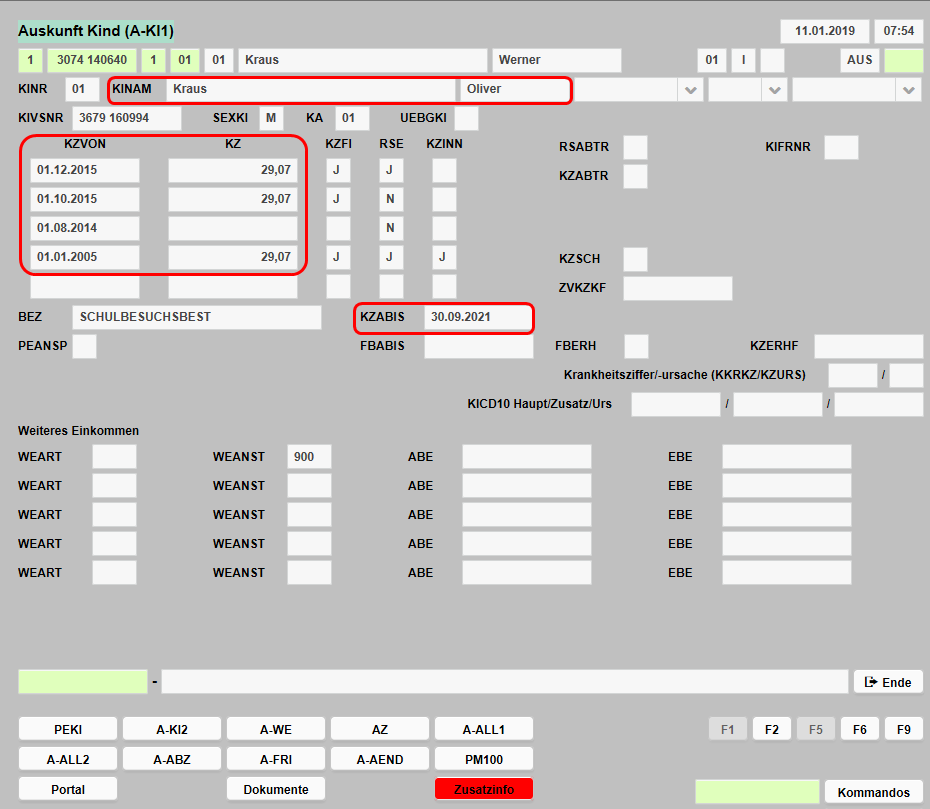 Auskunft Kind (A-KI1) 11.01.2019 07:54
1 3074 140640 1 01 01 Kraus Werner 01 I AUS
KINR 01 KINAM Kraus Oliver
KIVSNR 3679 160994 SEXKI M KA 01 UEBGKI
KZVON KZ KZFI RSE KZINN RSABTR KIFRNR
01.12.2015 29,07 J J
KZABTR
01.10.2015 29,07 J N
01.08.2014 N
01.01.2005 29,07 J J J KZSCH
ZVKZKF
BEZ SCHULBESUCHSBEST KZABIS 30.09.2021
PEANSP FBABIS FBERH KZERHF
Krankheitsziffer/-ursache (KKRKZ/KZURS) /
KICD10 Haupt/Zusatz/Urs / /
Weiteres Einkommen
WEART WEANST 900 ABE EBE
WEART WEANST ABE EBE
WEART WEANST ABE EBE
WEART WEANST ABE EBE
WEART WEANST ABE EBE
- Ende
PEKI A-KI2 A-WE AZ A-ALL1 F1 F2 F5 F6 F9
A-ALL2 A-ABZ A-FRI A-AEND PM100
Portal Dokumente Zusatzinfo Kommandos